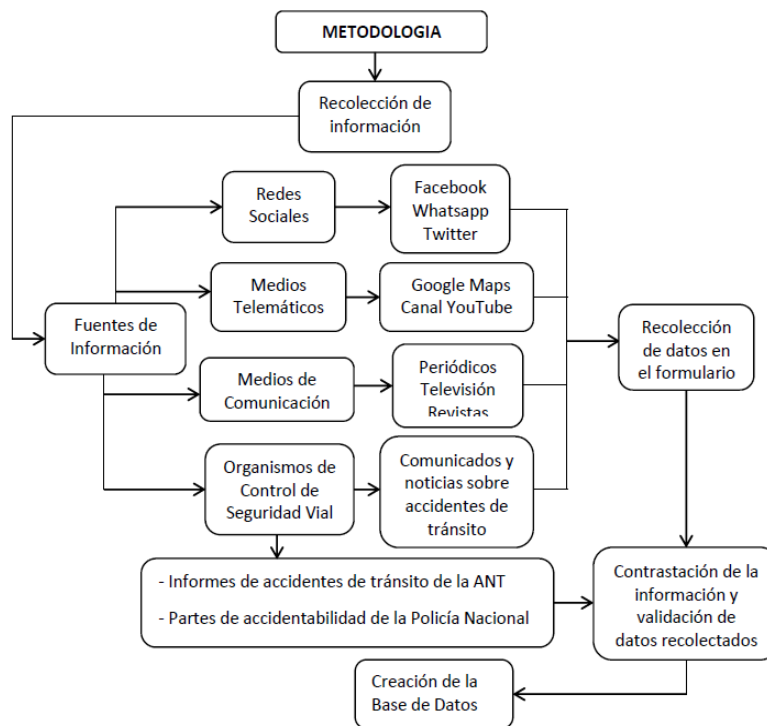 METODOLOGIA
Recolección de
información
Redes
Sociales
Facebook
Whatsapp
Twitter
Medios
Telemáticos
Google Maps
Canal YouTube
Fuentes de
Información
Recolección
de datos en
el formulario
Medios de
Comunicación
Periódicos
Televisión
Revistas
Organismos de
Control de
Seguridad Vial
Comunicados y
noticias sobre
accidentes de
tránsito
- Informes de accidentes de tránsito de la ANT
- Partes de accidentabilidad de la Policía Nacional
Contrastación de la
información y
validación de
datos recolectados
Creación de la
Base de Datos